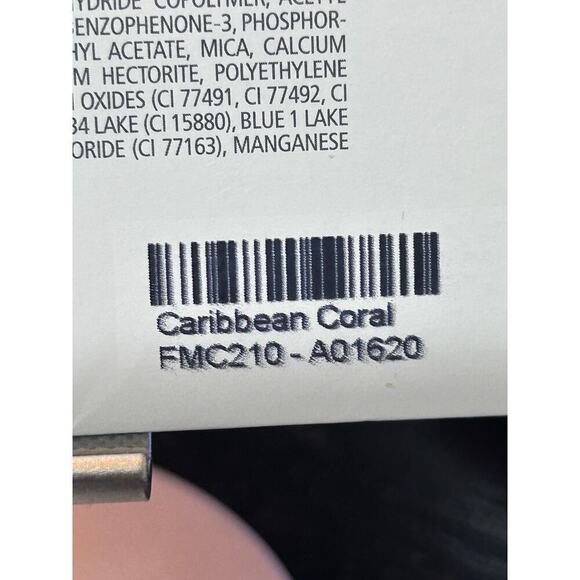 YDRIDE COPOLYMER, ACETYL
BENZOPHENONE-3, PHOSPHOR-
HYL ACETATE, MICA, CALCIUM
M HECTORITE, POLYETHYLENE
OXIDES (CI 77491, CI 77492, CI
34 LAKE (CI 15880), BLUE 1 LAKE
ORIDE (CI 77163), MANGANESE
Caribbean Coral
FMC210 - A01620